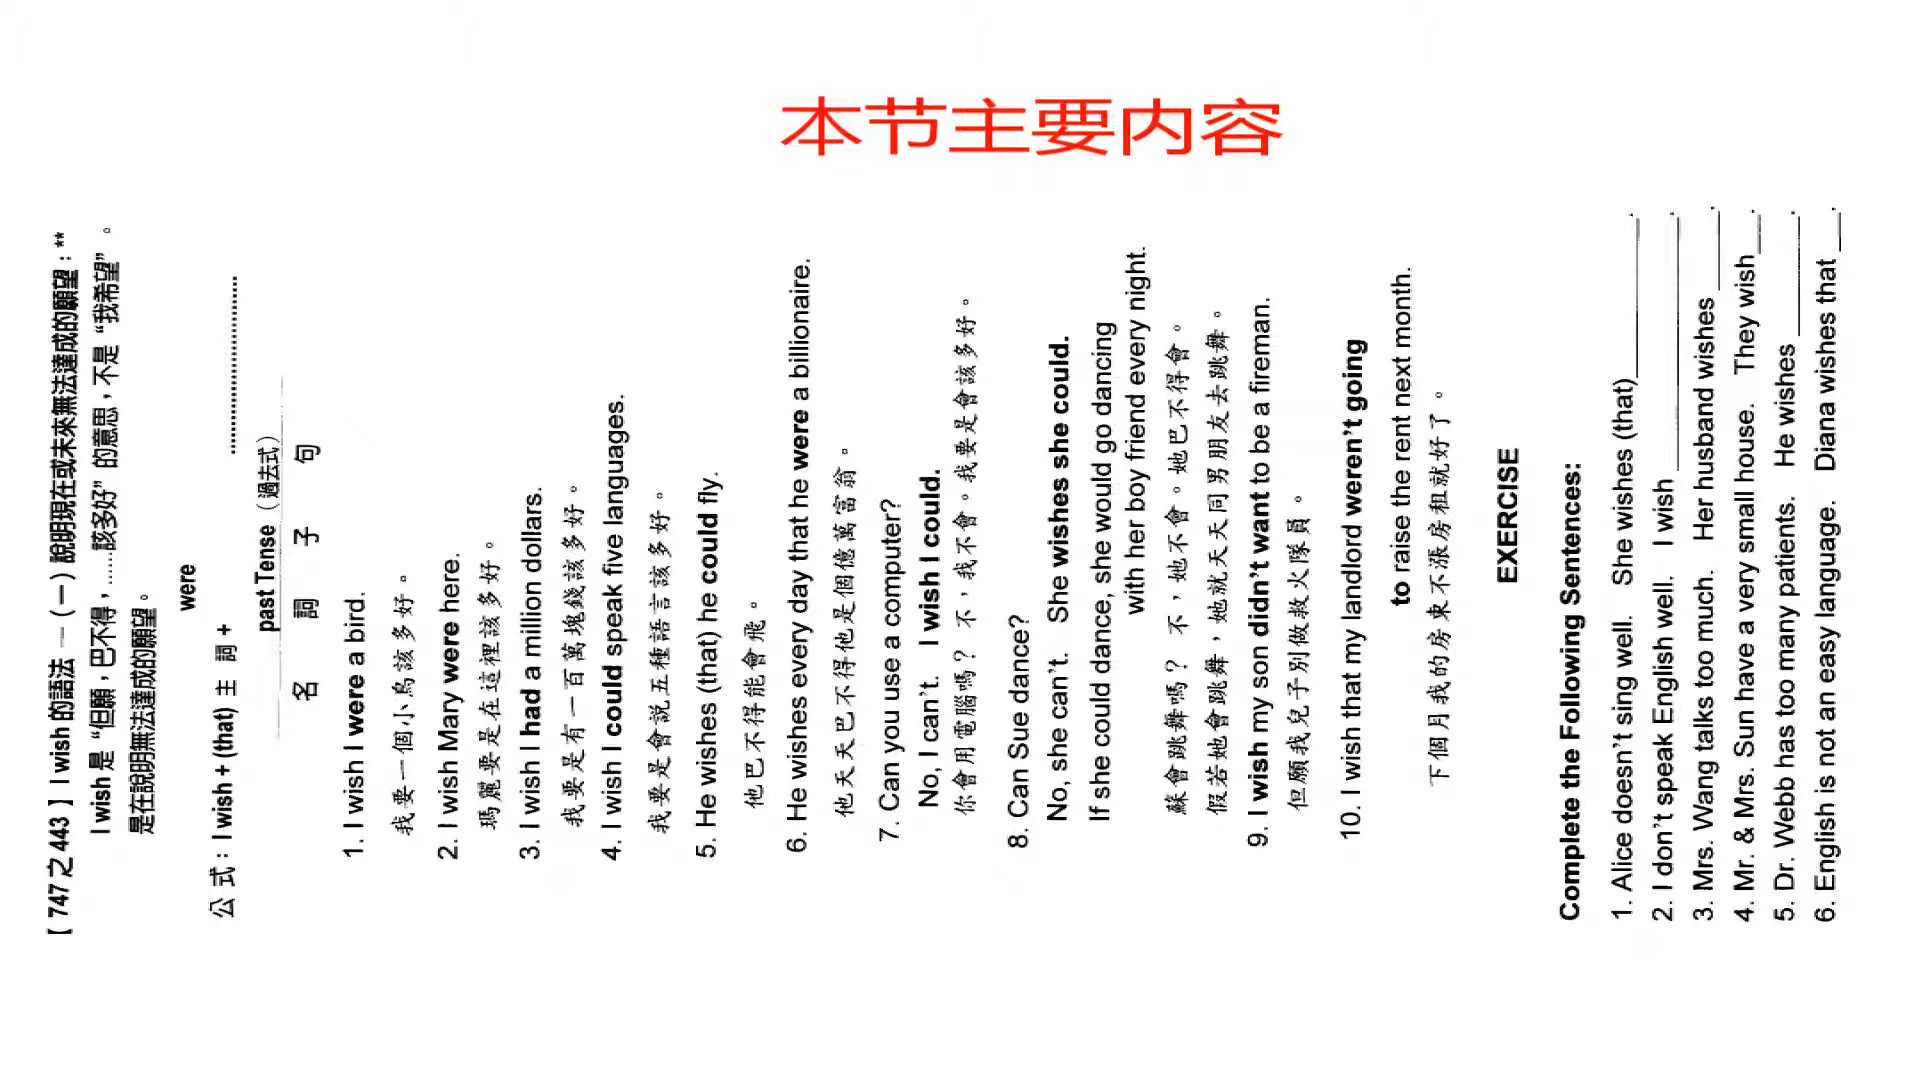 本节主要内容
【 747 之 443 】 I wish 的語法 — (一) 說明現在或未來無法達成的願望：**
I wish 是 “但願，巴不得，……該多好” 的意思，不是 “我希望”。
是在說明無法達成的願望。
were
公 式：I wish + (that) 主 詞 + ................................
past Tense（過去式）
名 詞 子 句
1. I wish I were a bird.
我要一個小鳥該多好。
2. I wish Mary were here.
瑪麗要是在這裡該多好。
3. I wish I had a million dollars.
我要是有一百萬塊錢該多好。
4. I wish I could speak five languages.
我要是會說五種語言該多好。
5. He wishes (that) he could fly.
他巴不得能會飛。
6. He wishes every day that he were a billionaire.
他天天巴不得他是個億萬富翁。
7. Can you use a computer?
No, I can't. I wish I could.
你會用電腦嗎？不，我不會。我要是會該多好。
8. Can Sue dance?
No, she can't. She wishes she could.
If she could dance, she would go dancing
with her boy friend every night.
蘇會跳舞嗎？不，她不會。她巴不得會。
假若她會跳舞，她就天天同男朋友去跳舞。
9. I wish my son didn't want to be a fireman.
但願我兒子別做救火隊員。
10. I wish that my landlord weren't going
to raise the rent next month.
下個月我的房東不漲房租就好了。
EXERCISE
Complete the Following Sentences:
1. Alice doesn't sing well. She wishes (that)____________.
2. I don't speak English well. I wish ___________________.
3. Mrs. Wang talks too much. Her husband wishes ______.
4. Mr. & Mrs. Sun have a very small house. They wish___.
5. Dr. Webb has too many patients. He wishes _________.
6. English is not an easy language. Diana wishes that ___.